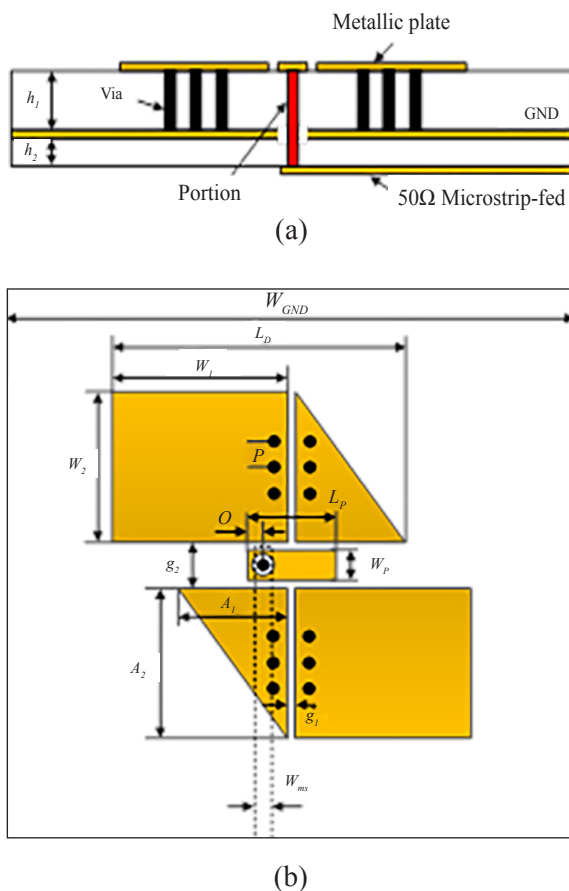 Metallic plate
h1
Via
GND
h2
Portion
50Ω Microstrip-fed
(a)
WGND
LD
W1
W2
P
LP
O
g2
WP
A1
A2
g1
Wms
(b)